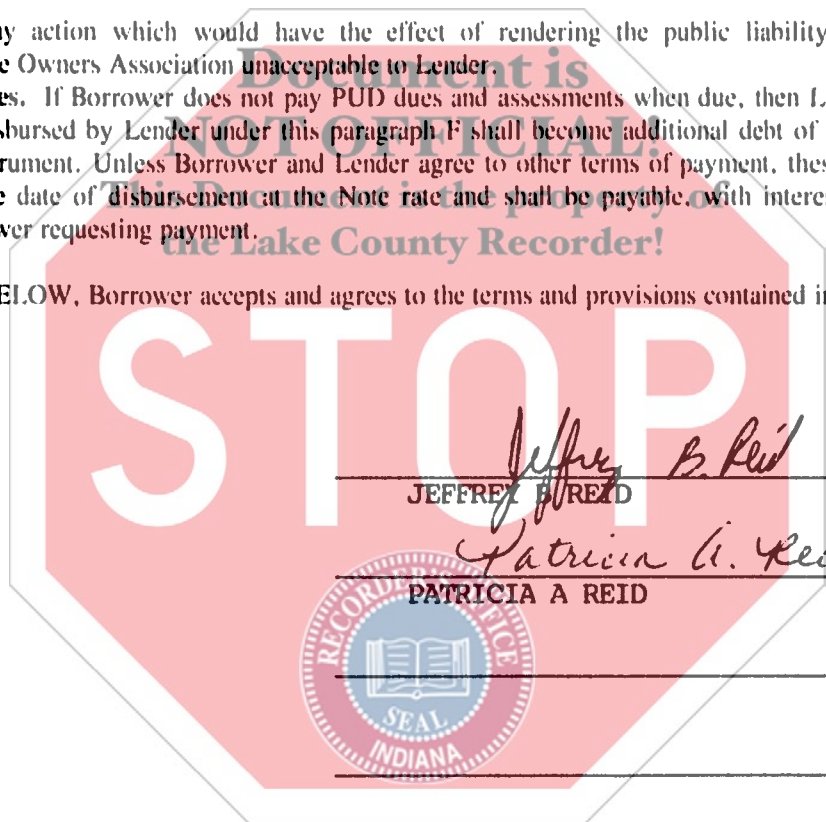 y action which would have the effect of rendering the public liability
e Owners Association unacceptable to Lender.
Document is
es. If Borrower does not pay PUD dues and assessments when due, then L
NOT OFFICIAL!
sbursed by Lender under this paragraph F shall become additional debt of
rument. Unless Borrower and Lender agree to other terms of payment, thes
This Document is the property of
e date of disbursement at the Note rate and shall be payable, with interes
the Lake County Recorder!
wer requesting payment.
ELOW, Borrower accepts and agrees to the terms and provisions contained in
STOP
Jeffrey B. Reid
JEFFREY B REID
Patricia A. Rei
PATRICIA A REID
RECORDER'S OFFICE
SEAL
INDIANA